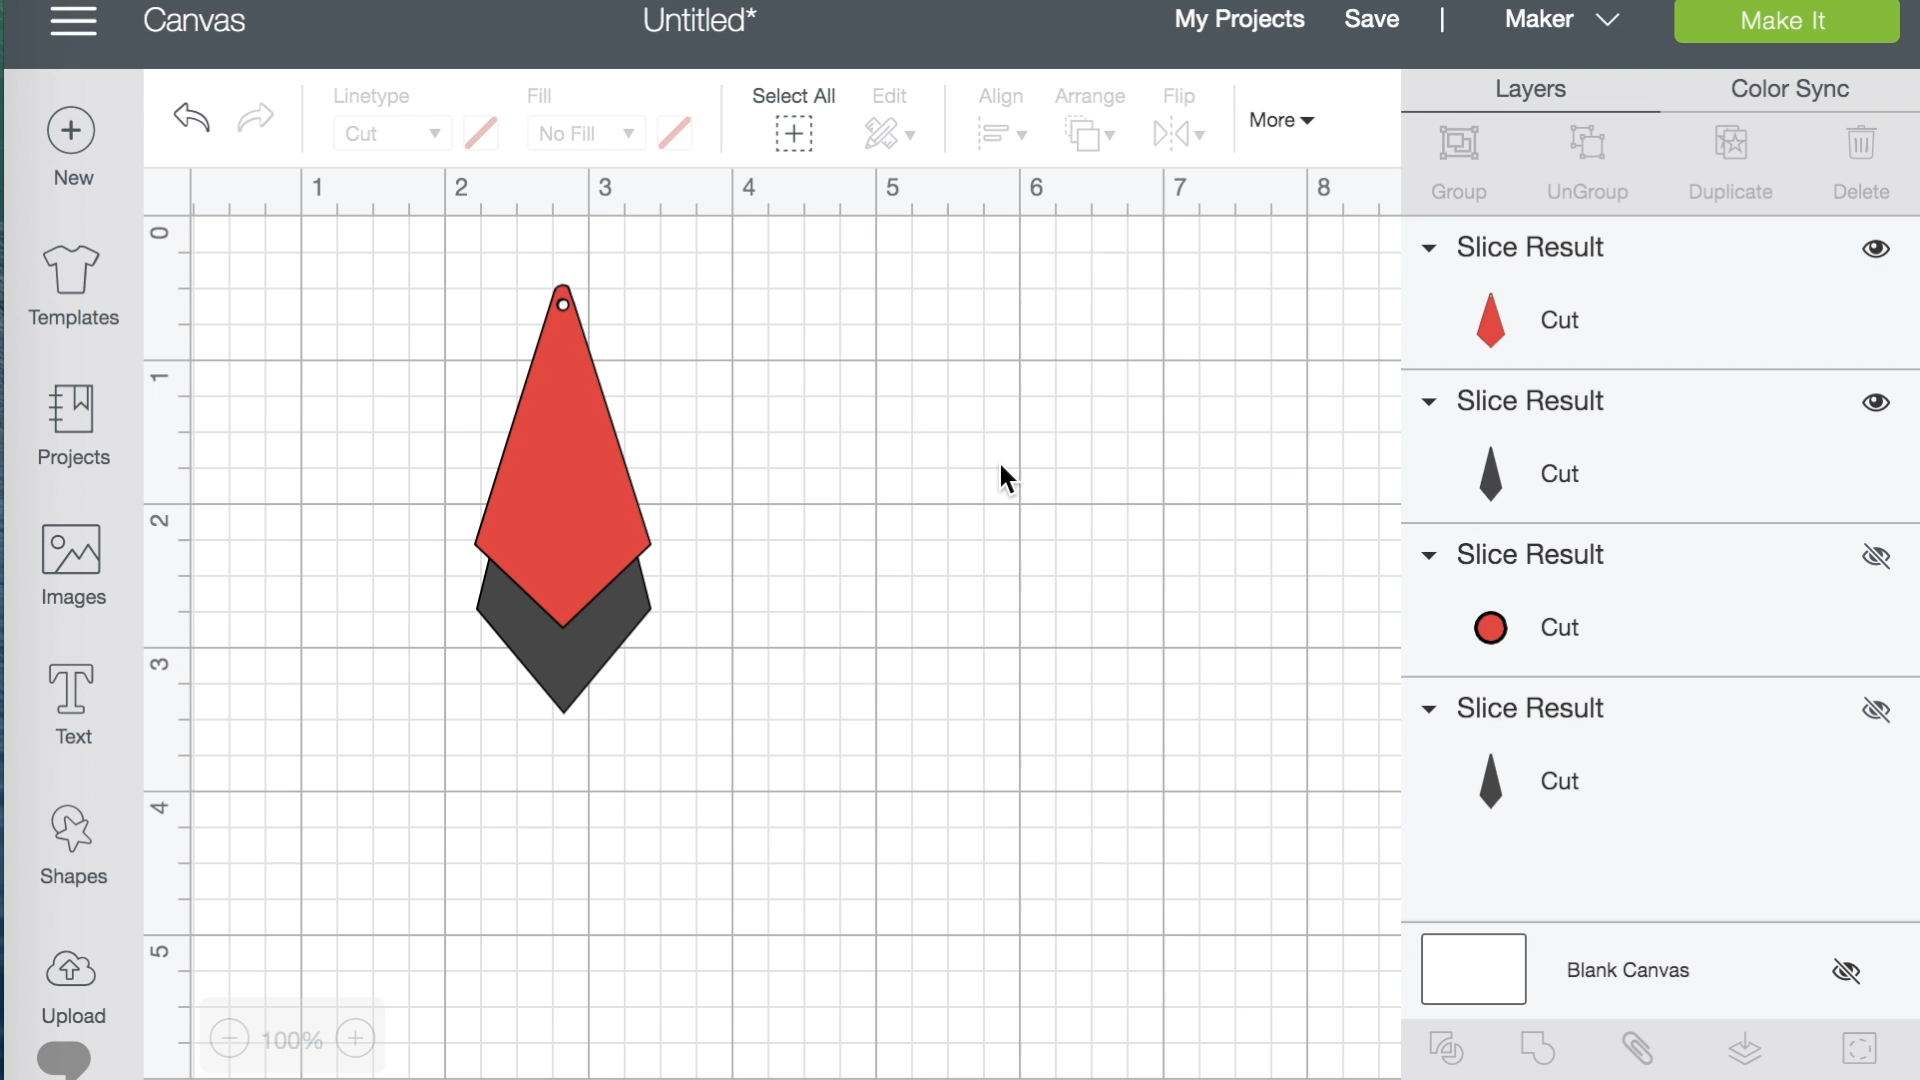 Canvas
Untitled*
My Projects
Save
|
Maker
Make It
New
Templates
Projects
Images
Text
Shapes
Upload
Linetype
Cut
Fill
No Fill
Select All
Edit
Align
Arrange
Flip
More
1 2 3 4 5 6 7 8
0
1
2
3
4
5
100%
Layers
Color Sync
Group
UnGroup
Duplicate
Delete
Slice Result
Cut
Slice Result
Cut
Slice Result
Cut
Slice Result
Cut
Blank Canvas